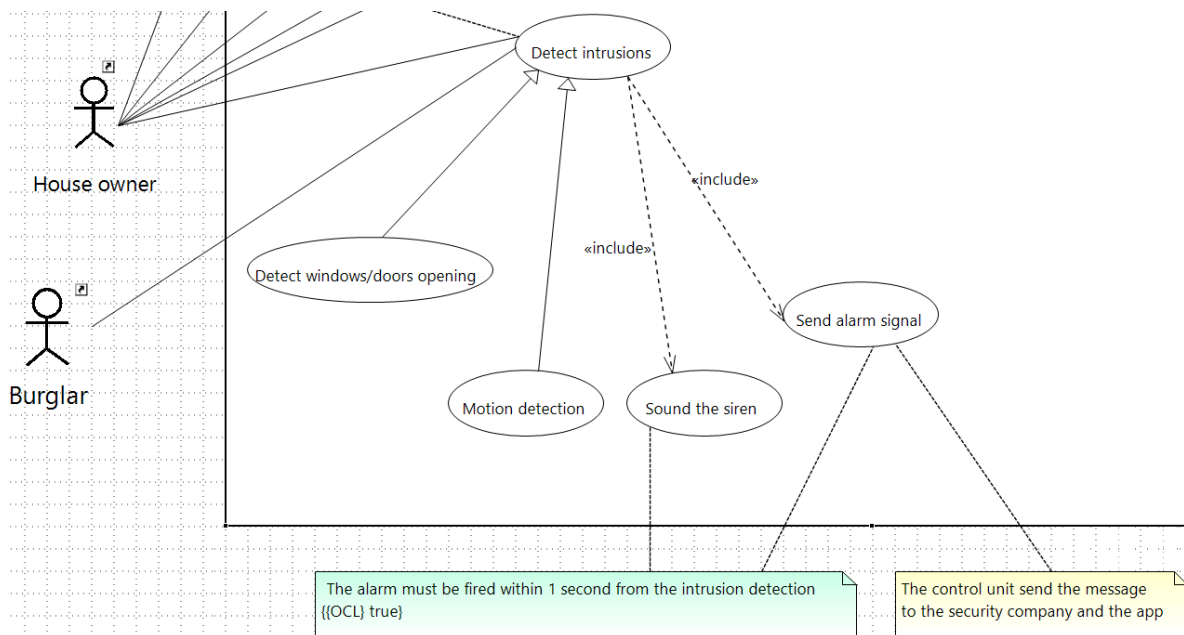 Detect intrusions
House owner
«include»
«include»
Detect windows/doors opening
Send alarm signal
Burglar
Motion detection
Sound the siren
The alarm must be fired within 1 second from the intrusion detection
{{OCL} true}
The control unit send the message
to the security company and the app